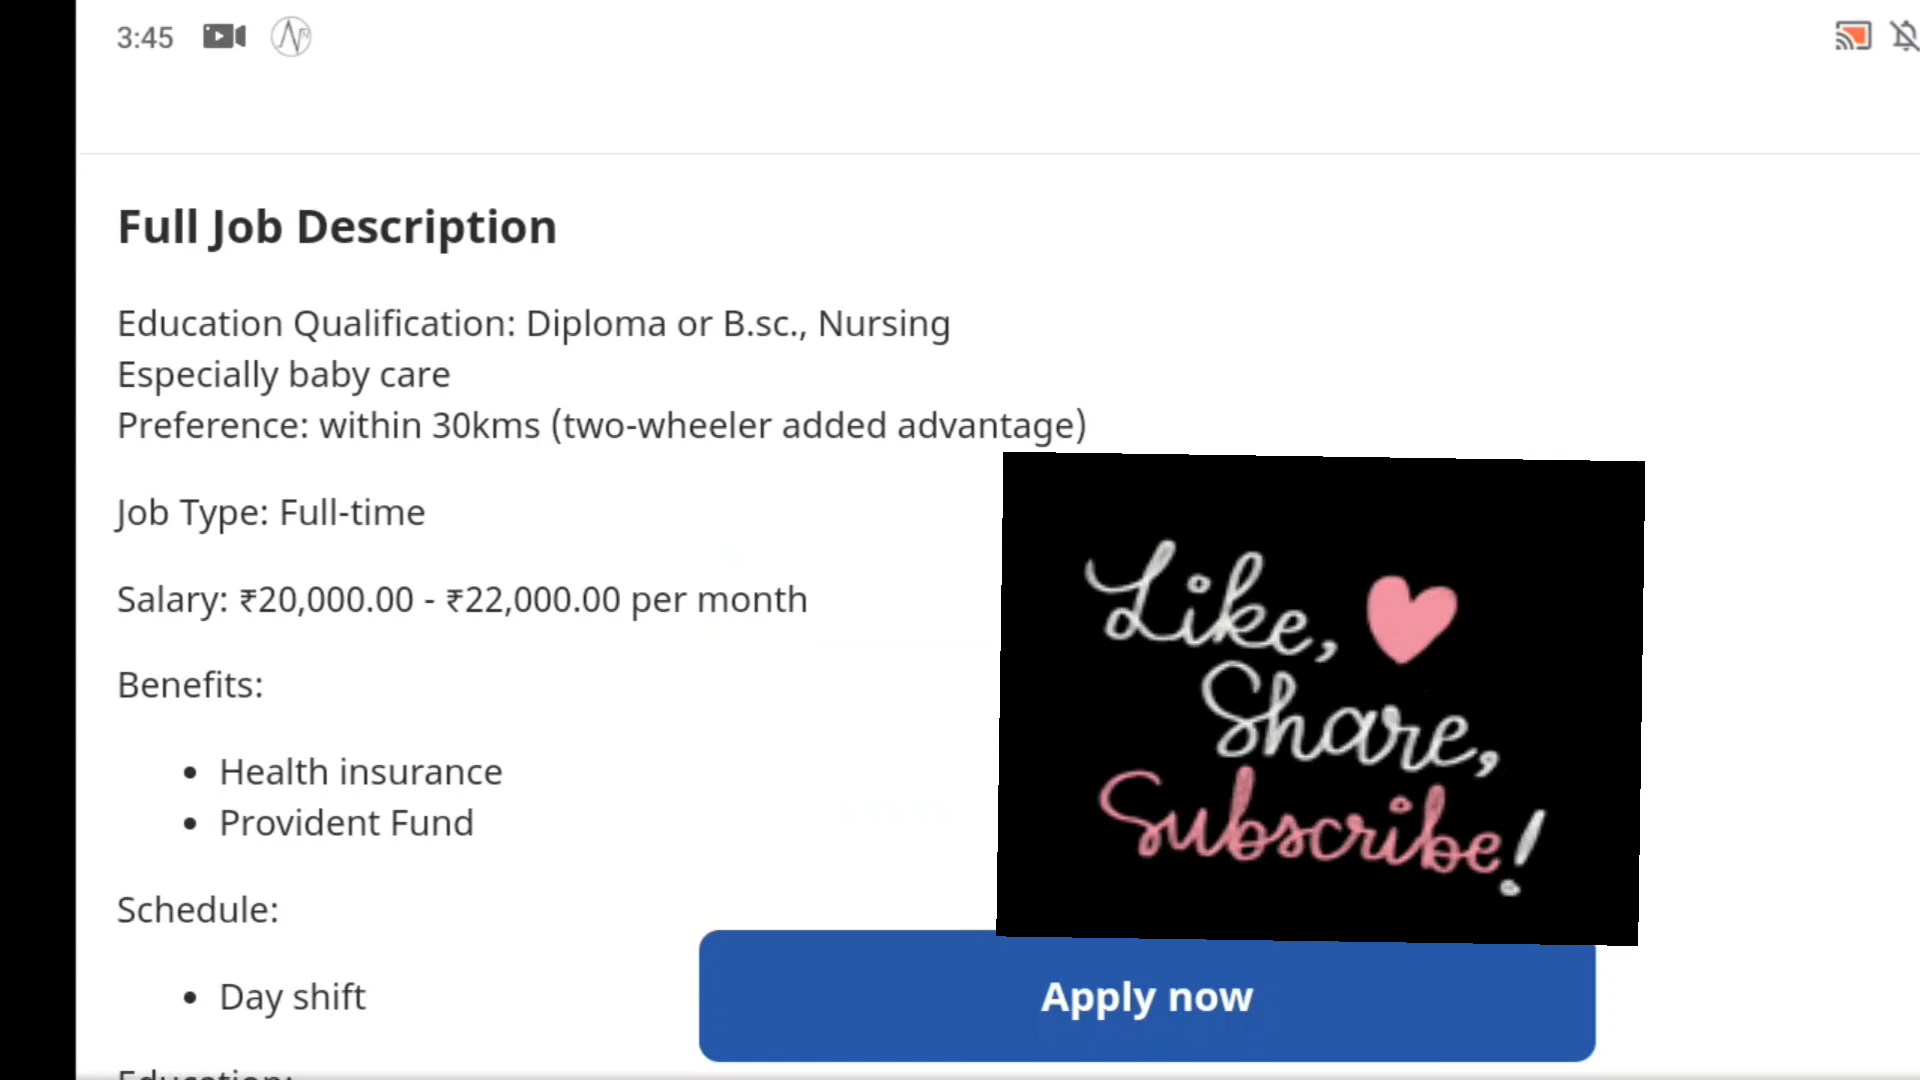 3:45
Full Job Description
Education Qualification: Diploma or B.sc., Nursing
Especially baby care
Preference: within 30kms (two-wheeler added advantage)
Job Type: Full-time
Salary: ₹20,000.00 - ₹22,000.00 per month
Benefits:
• Health insurance
• Provident Fund
Schedule:
• Day shift
Education:
Like,
Share,
Subscribe!
Apply now